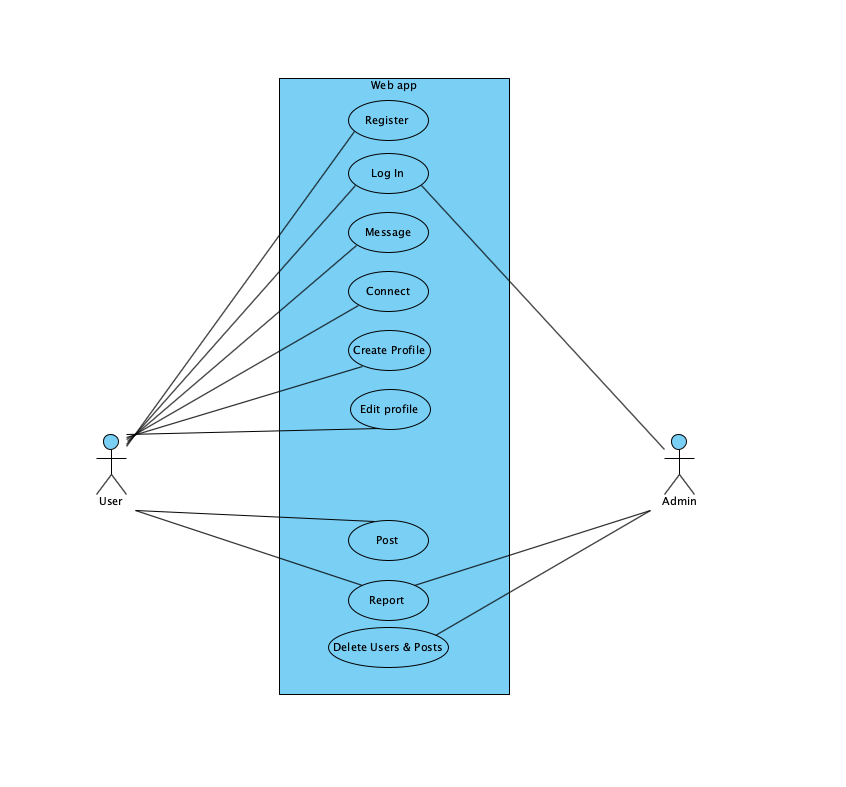 Web app
Register
Log In
Message
Connect
Create Profile
Edit profile
User
Admin
Post
Report
Delete Users & Posts